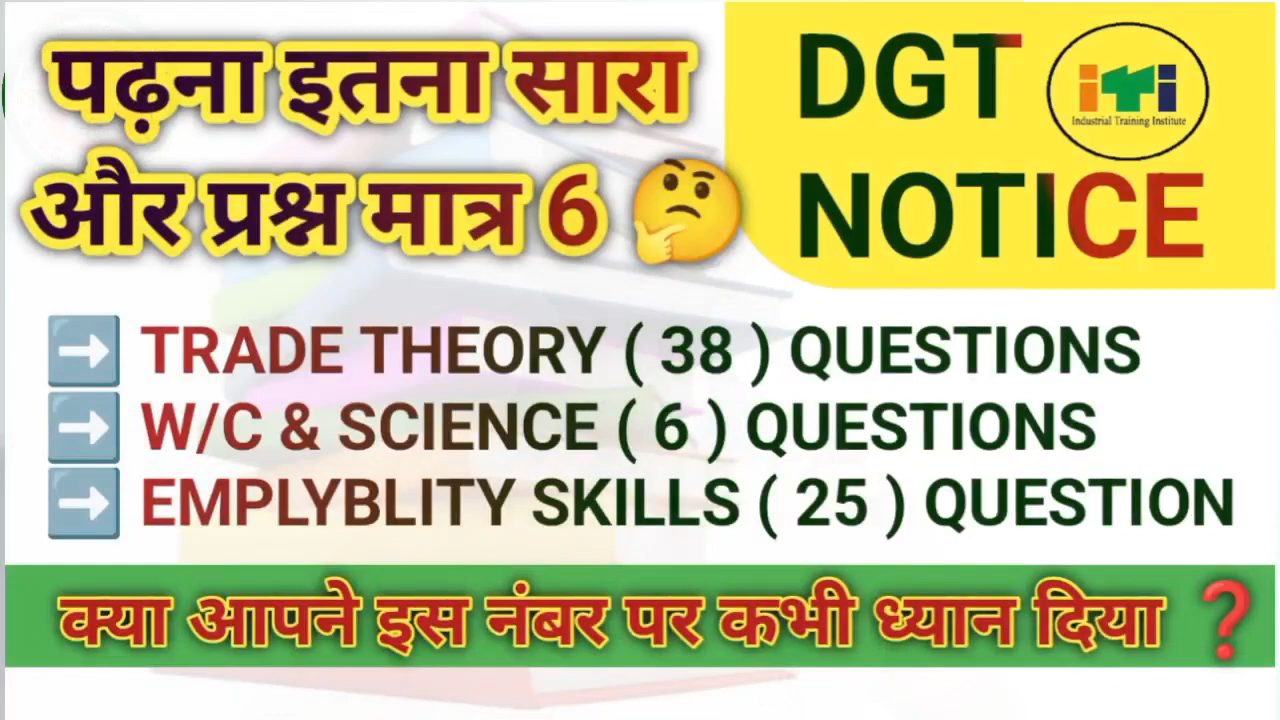 पढ़ना इतना सारा
और प्रश्न मात्र 6 🤔
DGT
iTi
Industrial Training Institute
NOTICE
➡️ TRADE THEORY ( 38 ) QUESTIONS
➡️ W/C & SCIENCE ( 6 ) QUESTIONS
➡️ EMPLYBLITY SKILLS ( 25 ) QUESTION
क्या आपने इस नंबर पर कभी ध्यान दिया ❓